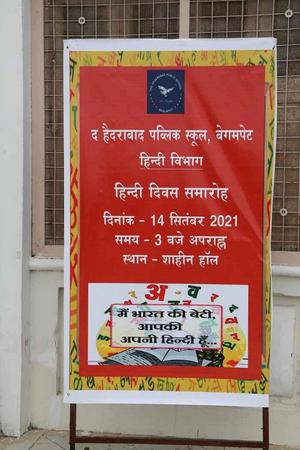 द हैदराबाद पब्लिक स्कूल, बेगमपेट
हिन्दी विभाग
हिन्दी दिवस समारोह
दिनांक - 14 सितंबर 2021
समय - 3 बजे अपराह्न
स्थान - शाहीन हॉल
अ व
मैं भारत की बेटी,
आपकी
अपनी हिन्दी हूँ...